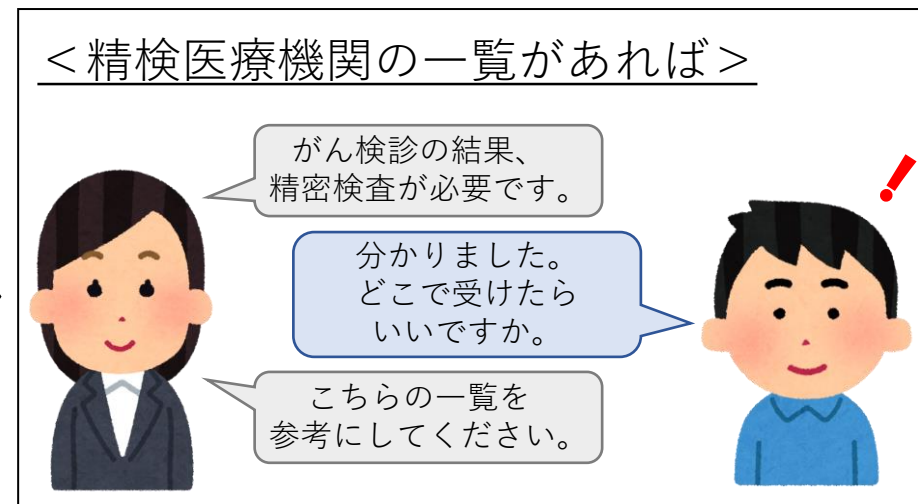 ＜精検医療機関の一覧があれば＞
がん検診の結果、
精密検査が必要です。
分かりました。
どこで受けたら
いいですか。
こちらの一覧を
参考にしてください。